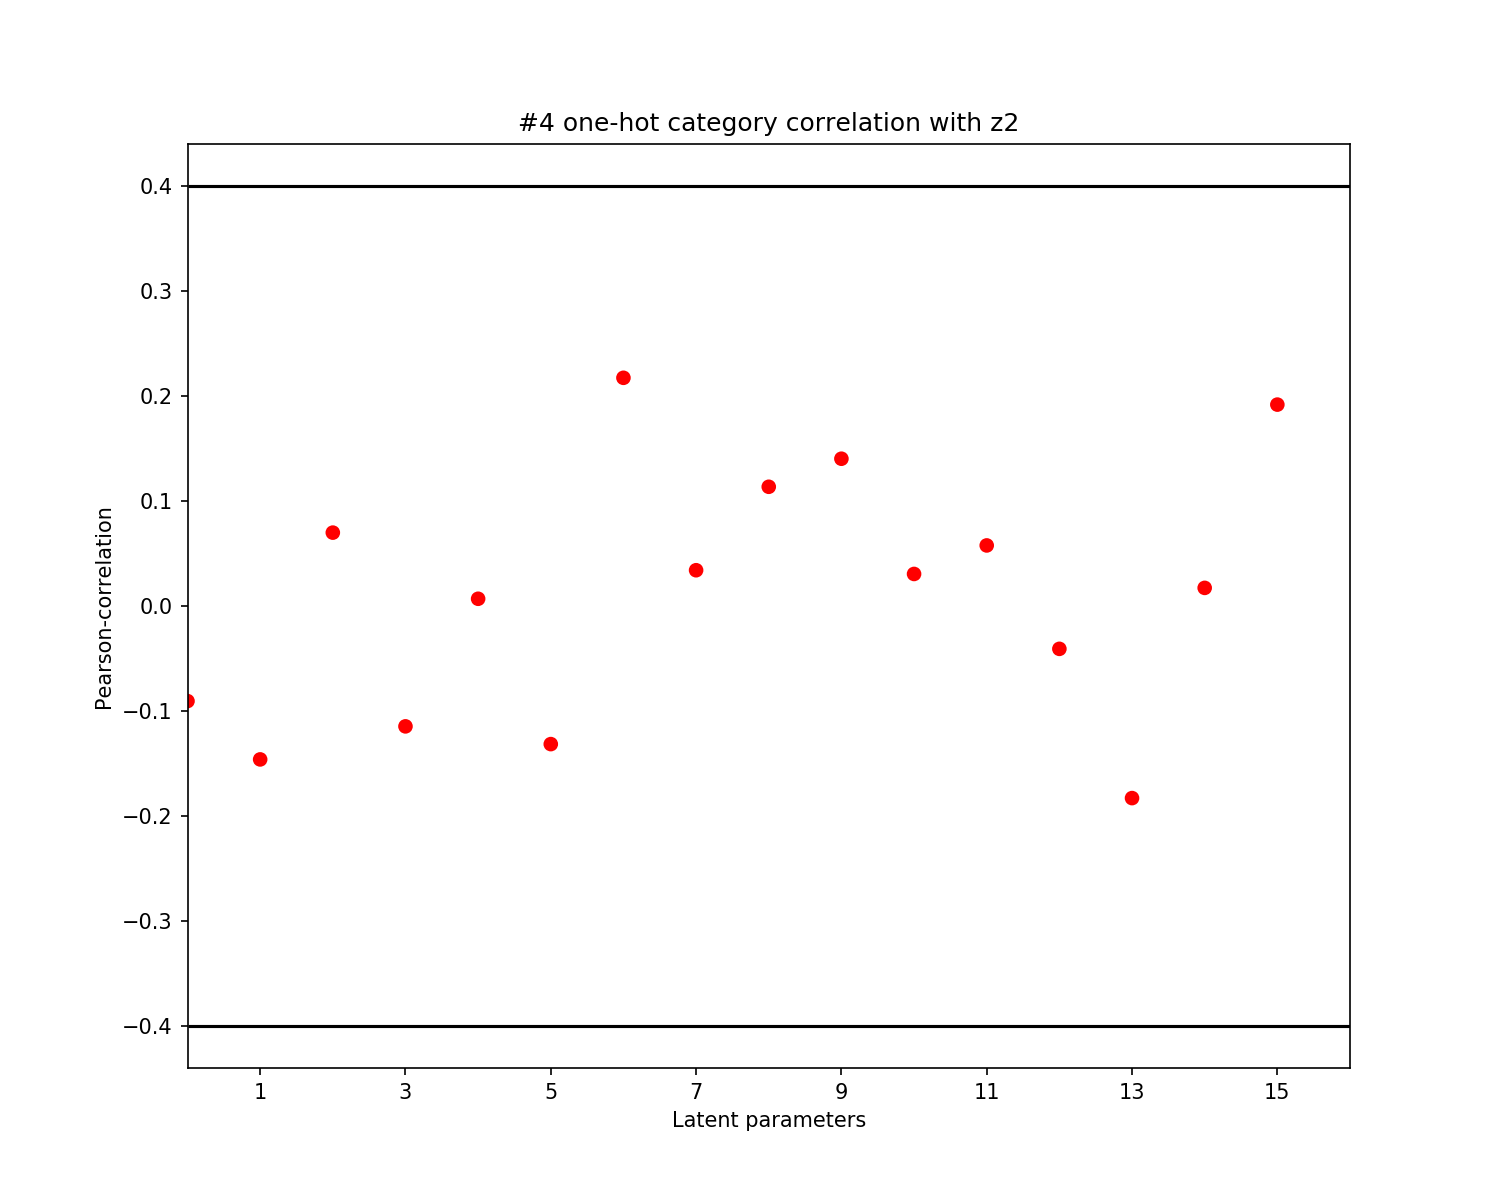 #4 one-hot category correlation with z2
0.4
0.3
0.2
0.1
0.0
−0.1
−0.2
−0.3
−0.4
Pearson-correlation
1 3 5 7 9 11 13 15
Latent parameters